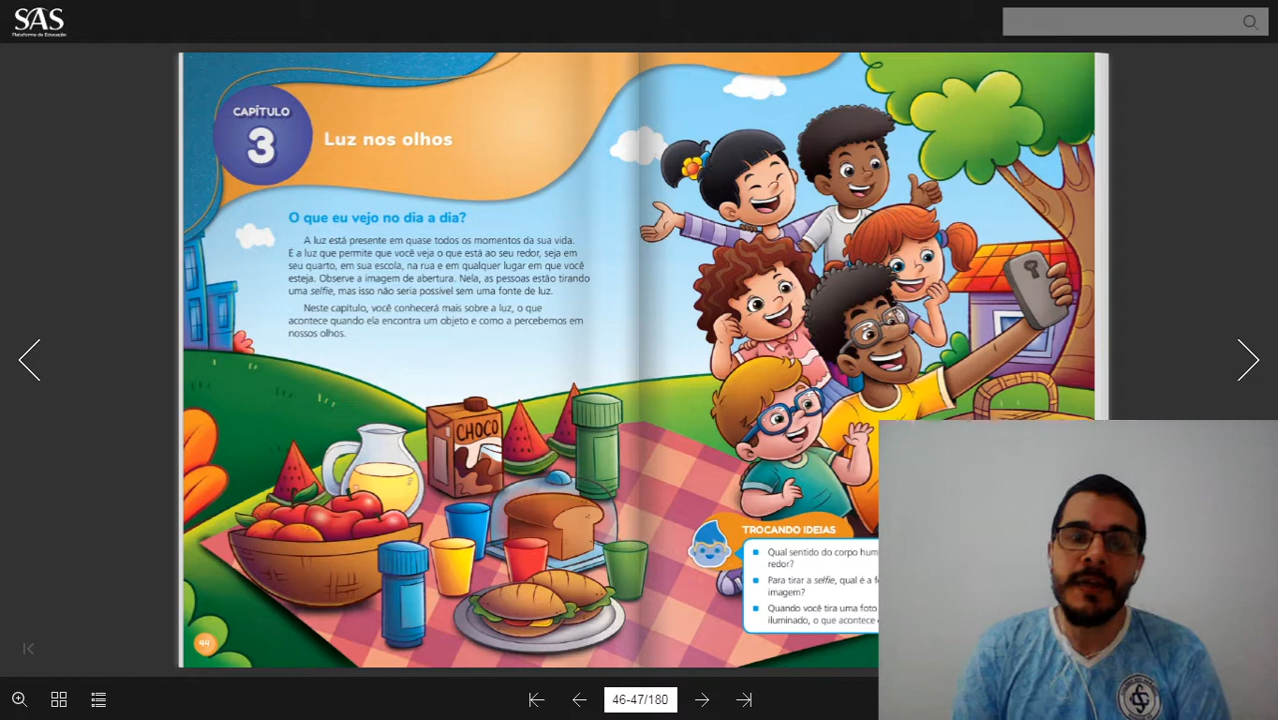 SAS
Plataforma de Educação
CAPÍTULO
3
Luz nos olhos
O que eu vejo no dia a dia?
A luz está presente em quase todos os momentos da sua vida.
É a luz que permite que você veja o que está ao seu redor, seja em
seu quarto, em sua escola, na rua e em qualquer lugar em que você
esteja. Observe a imagem de abertura. Nela, as pessoas estão tirando
uma selfie, mas isso não seria possível sem uma fonte de luz.
Neste capítulo, você conhecerá mais sobre a luz, o que
acontece quando ela encontra um objeto e como a percebemos em
nossos olhos.
CHOCO
TROCANDO IDEIAS
Qual sentido do corpo hum
redor?
Para tirar a selfie, qual é a f
imagem?
Quando você tira uma foto
iluminado, o que acontece
44
46-47/180